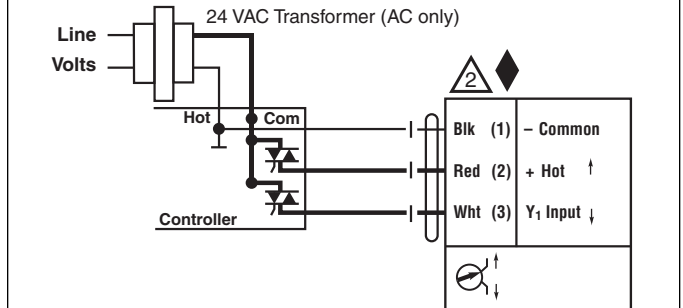 24 VAC Transformer (AC only)
Line
Volts
2
Hot
Com
Blk (1) – Common
Red (2) + Hot ↑
Wht (3) Y₁ Input ↓
Controller